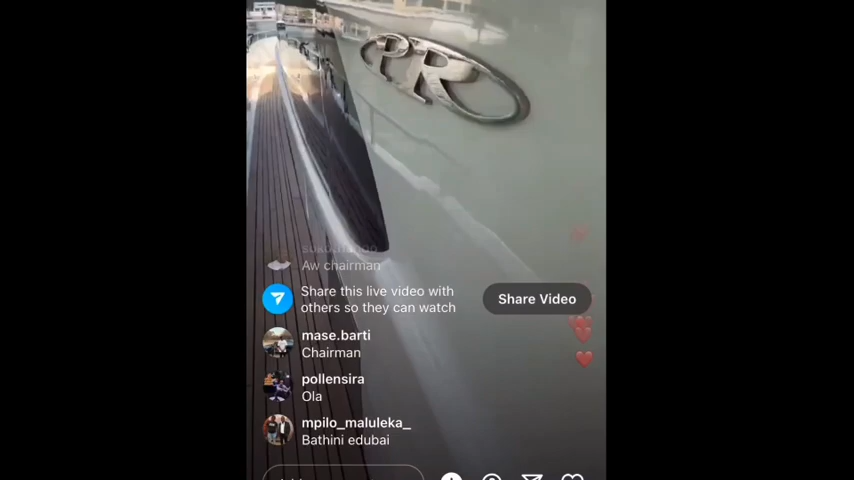 PR
Aw chairman
Share this live video with
others so they can watch
Share Video
mase.barti
Chairman
pollensira
Ola
mpilo_maluleka_
Bathini edubai